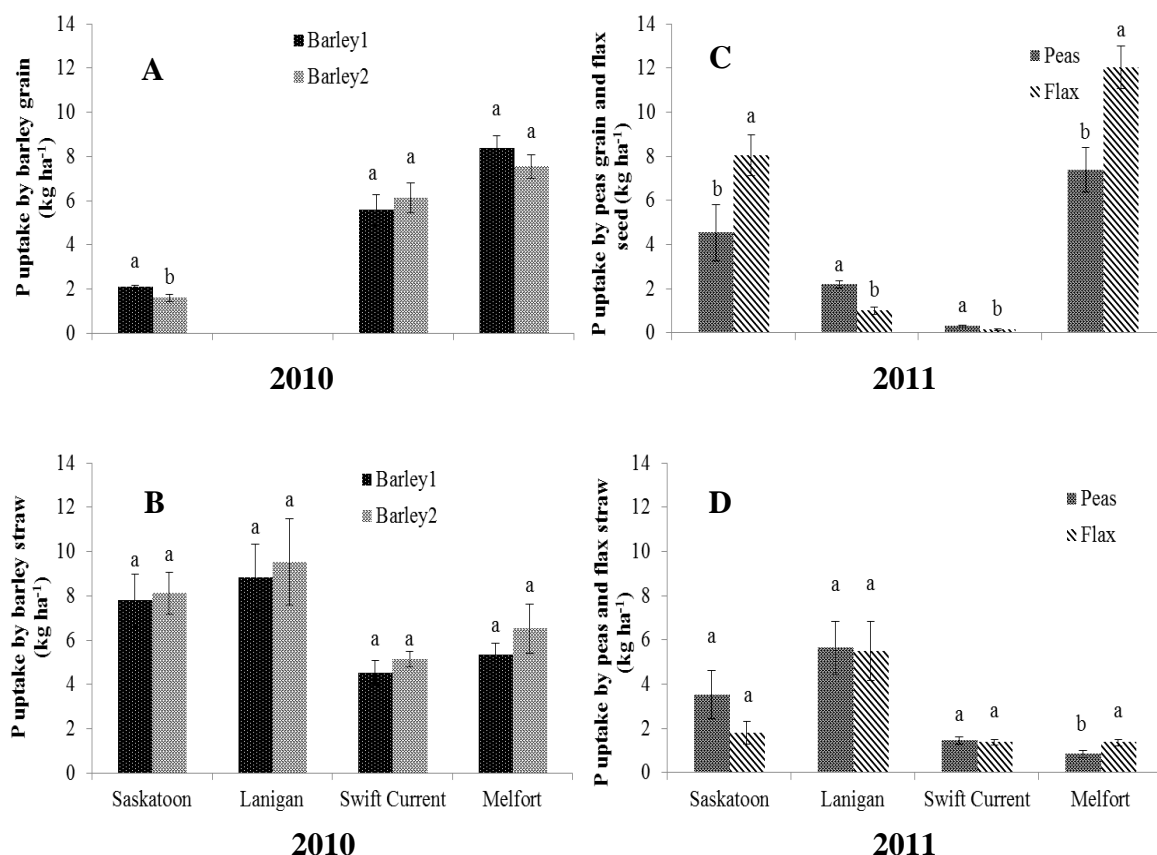 P uptake by barley grain
(kg ha-1)
14
12
10
8
6
4
2
0
A
Barley1
Barley2
a
b
a
a
a
a
2010
P uptake by peas grain and flax
seed (kg ha-1)
14
12
10
8
6
4
2
0
C
Peas
Flax
b
a
a
b
a
b
b
a
2011
P uptake by barley straw
(kg ha-1)
14
12
10
8
6
4
2
0
B
Barley1
Barley2
a
a
a
a
a
a
a
a
Saskatoon
Lanigan
Swift Current
Melfort
2010
P uptake by peas and flax straw
(kg ha-1)
14
12
10
8
6
4
2
0
D
Peas
Flax
a
a
a
a
a
a
b
a
Saskatoon
Lanigan
Swift Current
Melfort
2011